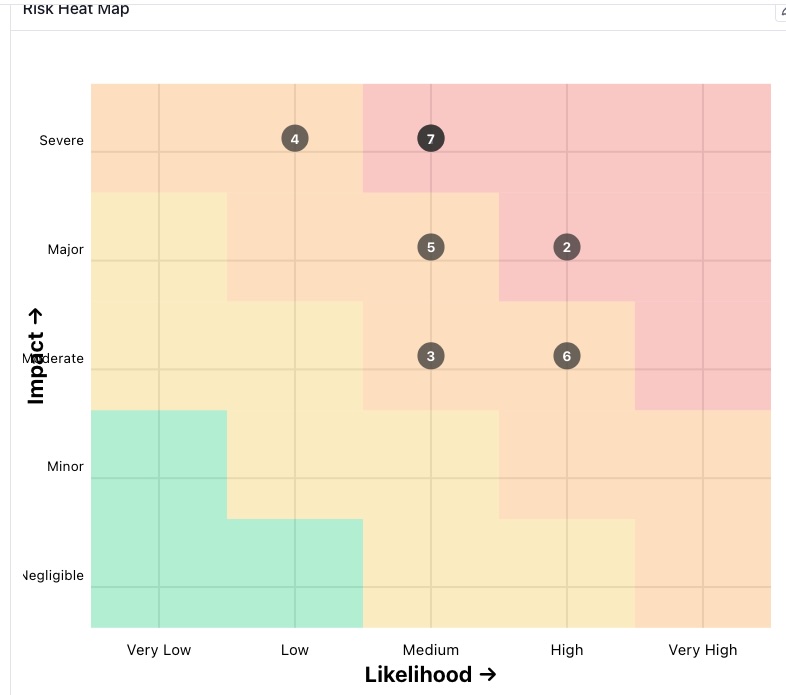 Risk Heat Map
Severe
4
7
Major
5
2
Impact →
Moderate
3
6
Minor
Negligible
Very Low
Low
Medium
High
Very High
Likelihood →